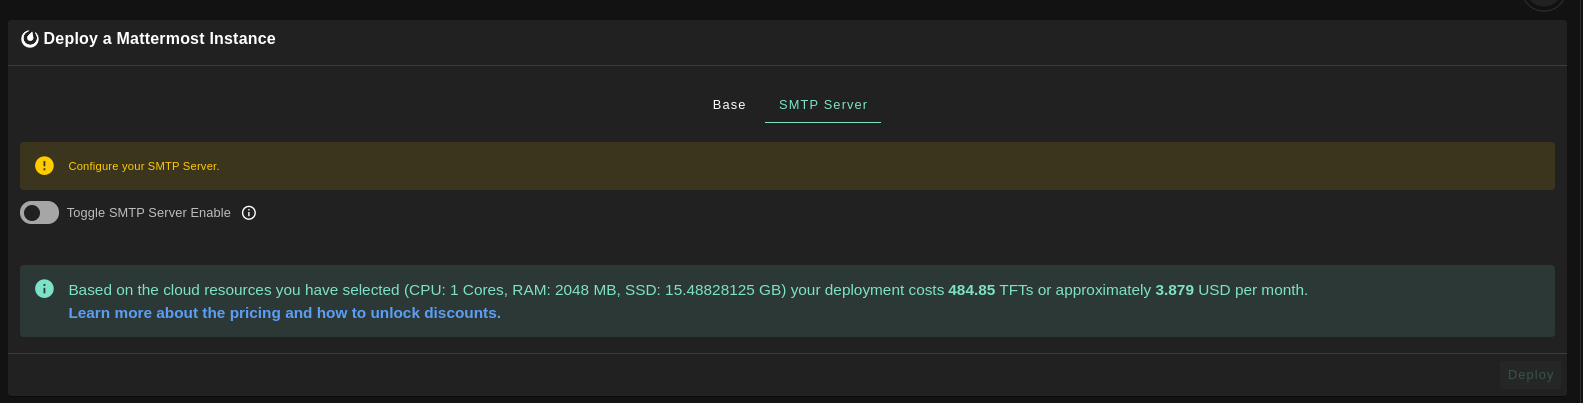 Deploy a Mattermost Instance
Base
SMTP Server
Configure your SMTP Server.
Toggle SMTP Server Enable
Based on the cloud resources you have selected (CPU: 1 Cores, RAM: 2048 MB, SSD: 15.48828125 GB) your deployment costs 484.85 TFTs or approximately 3.879 USD per month.
Learn more about the pricing and how to unlock discounts.
Deploy